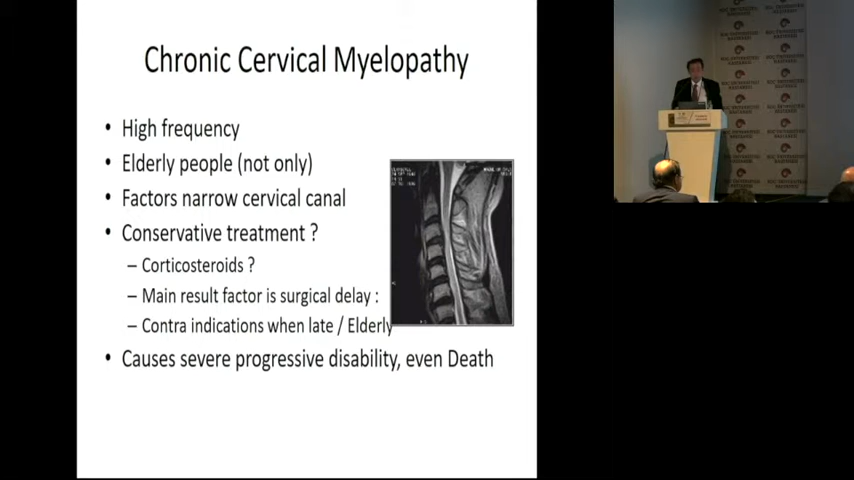 Chronic Cervical Myelopathy
• High frequency
• Elderly people (not only)
• Factors narrow cervical canal
• Conservative treatment ?
– Corticosteroids ?
– Main result factor is surgical delay :
– Contra indications when late / Elderly
• Causes severe progressive disability, even Death